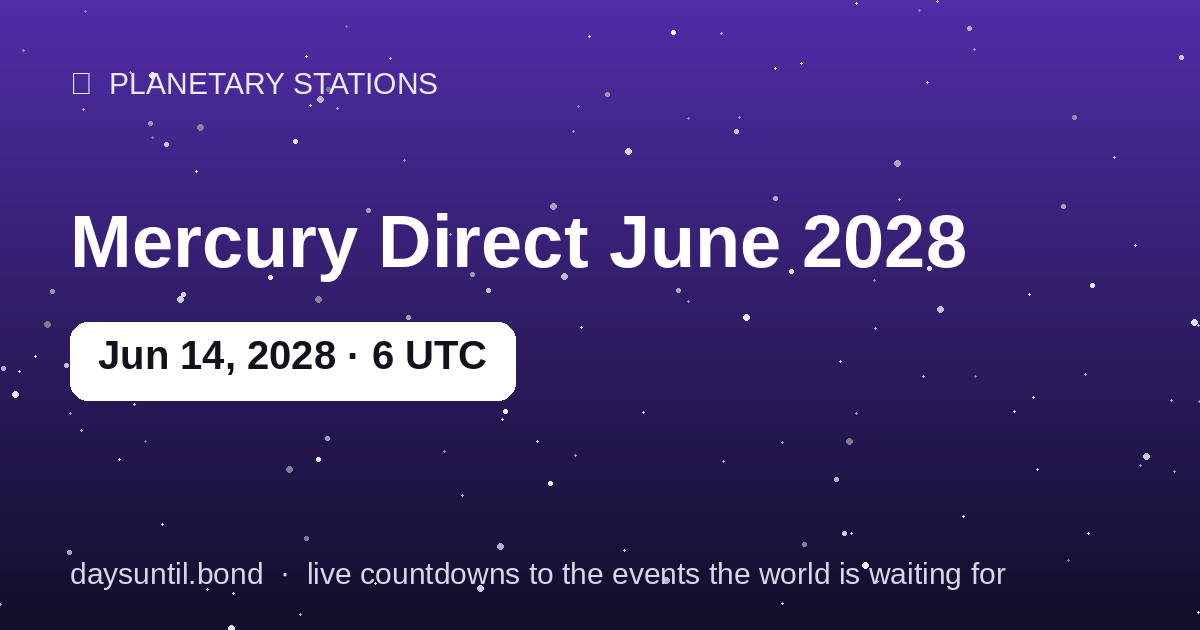 PLANETARY STATIONS
Mercury Direct June 2028
Jun 14, 2028 · 6 UTC
daysuntil.bond · live countdowns to the events the world is waiting for